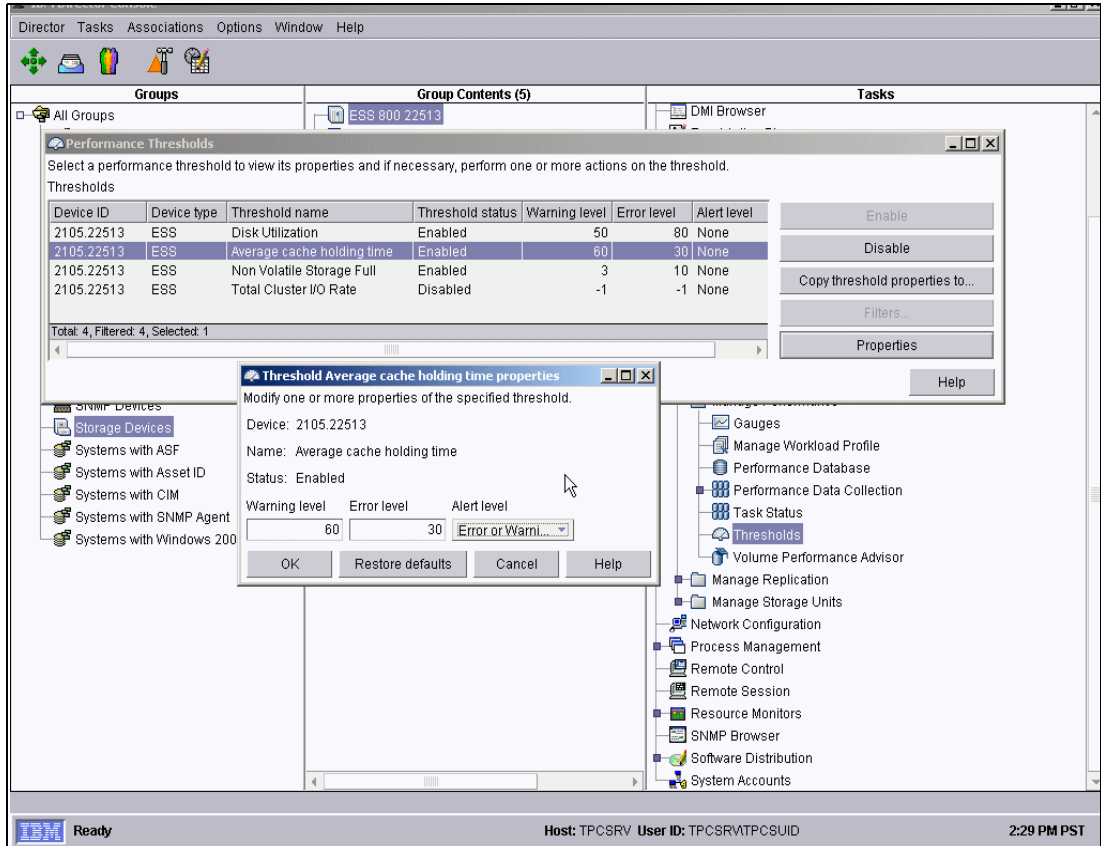 Director Tasks Associations Options Window Help
Groups
Group Contents (5)
Tasks
All Groups
ESS 800 22513
DMI Browser
Performance Thresholds
Select a performance threshold to view its properties and if necessary, perform one or more actions on the threshold.
Thresholds
Device ID Device type Threshold name Threshold status Warning level Error level Alert level
2105.22513 ESS Disk Utilization Enabled 50 80 None
2105.22513 ESS Average cache holding time Enabled 60 30 None
2105.22513 ESS Non Volatile Storage Full Enabled 3 10 None
2105.22513 ESS Total Cluster I/O Rate Disabled -1 -1 None
Total: 4, Filtered: 4, Selected: 1
Enable
Disable
Copy threshold properties to...
Filters...
Properties
Help
Threshold Average cache holding time properties
Modify one or more properties of the specified threshold.
Device: 2105.22513
Name: Average cache holding time
Status: Enabled
Warning level Error level Alert level
60 30 Error or Warni...
OK Restore defaults Cancel Help
SNMP Devices
Storage Devices
Systems with ASF
Systems with Asset ID
Systems with CIM
Systems with SNMP Agent
Systems with Windows 200
Gauges
Manage Workload Profile
Performance Database
Performance Data Collection
Task Status
Thresholds
Volume Performance Advisor
Manage Replication
Manage Storage Units
Network Configuration
Process Management
Remote Control
Remote Session
Resource Monitors
SNMP Browser
Software Distribution
System Accounts
IBM Ready
Host: TPCSRV User ID: TPCSRV\TPCSUID
2:29 PM PST